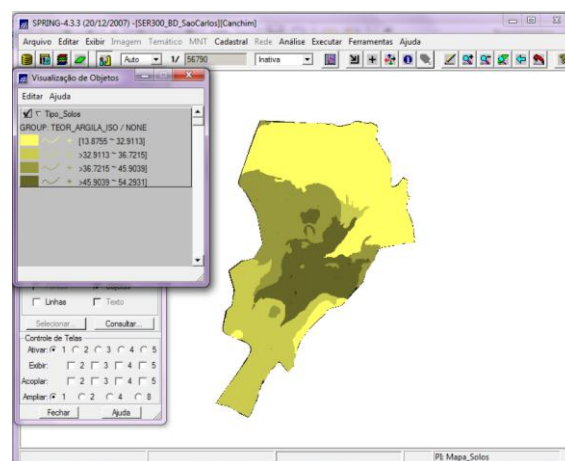 SPRING-4.3.3 (20/12/2007) -[SER300_BD_SaoCarlos][Canchim]
Arquivo Editar Exibir Imagem Temático MNT Cadastral Rede Análise Executar Ferramentas Ajuda
Auto 1/ 56790 Inativa
Visualização de Objetos
Editar Ajuda
Tipo_Solos
GROUP: TEOR_ARGILA_ISO / NONE
[13.8755 ~ 32.9113]
>32.9113 ~ 36.7215]
>36.7215 ~ 45.9039]
>45.9039 ~ 54.2931]
Linhas Texto
Selecionar... Consultar...
Controle de Telas
Ativar: 1 2 3 4 5
Exibir: 2 3 4 5
Acoplar: 2 3 4 5
Ampliar: 1 2 4 8
Fechar Ajuda
PI: Mapa_Solos